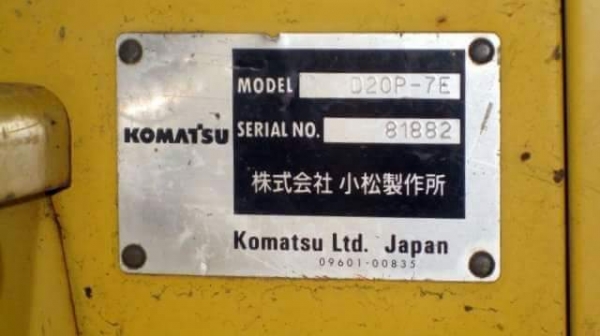 KOMATSU
MODEL D20P-7E
SERIAL NO. 81882
株式会社 小松製作所
Komatsu Ltd. Japan
09601-00835